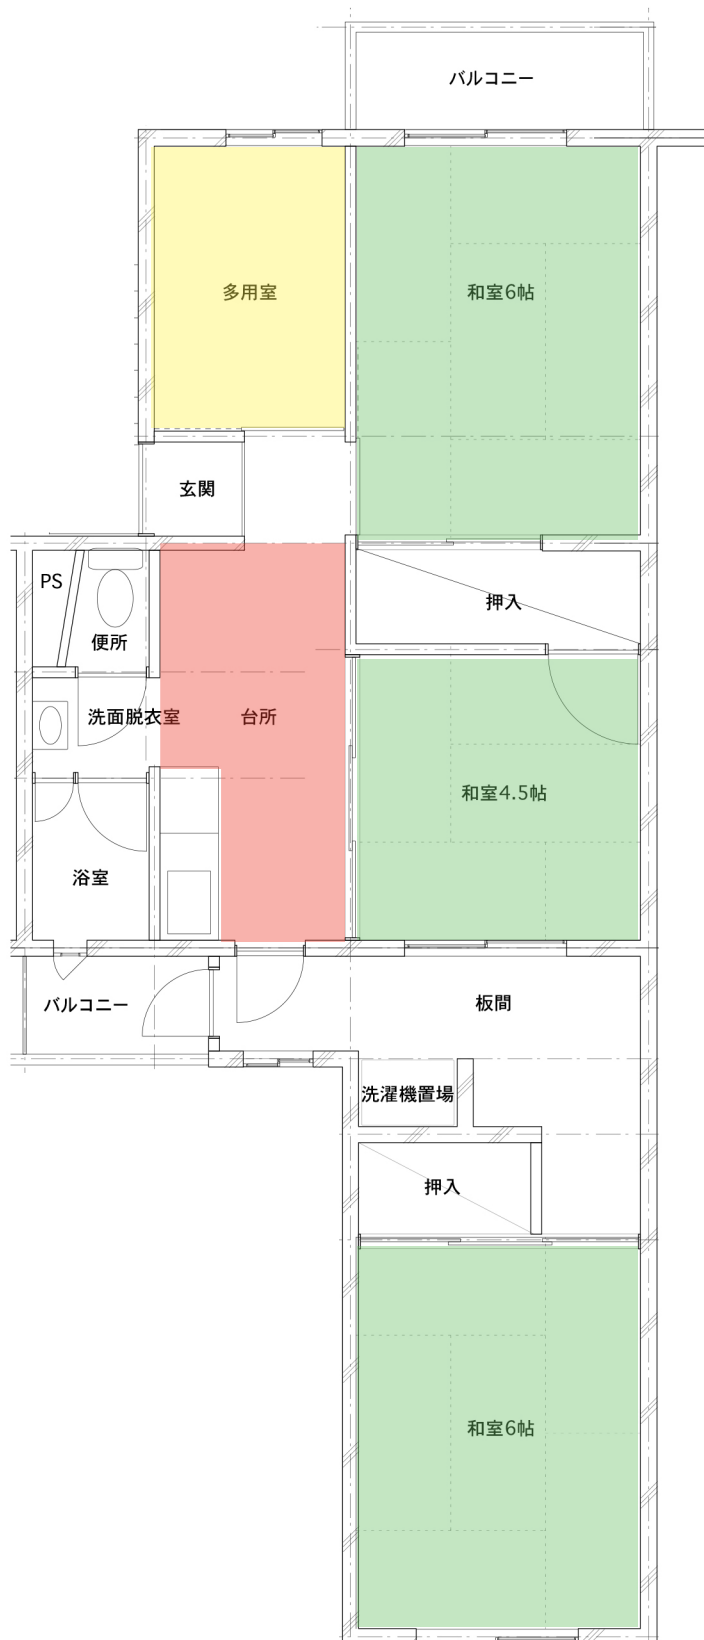 バルコニー
多用室
和室6帖
玄関
PS
便所
押入
洗面脱衣室
台所
和室4.5帖
浴室
バルコニー
板間
洗濯機置場
押入
和室6帖